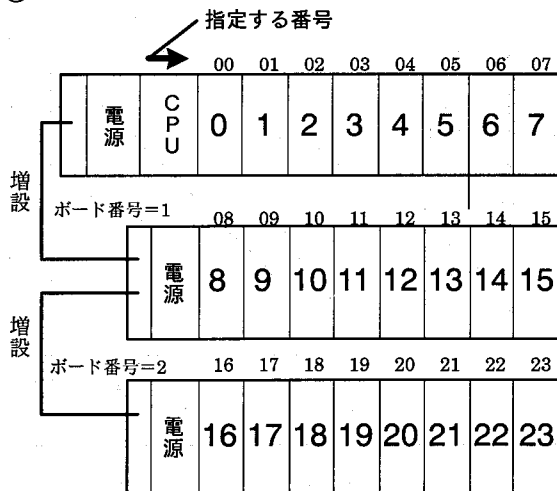 指定する番号
00 01 02 03 04 05 06 07
電源 CPU 0 1 2 3 4 5 6 7
増設
ボード番号=1
08 09 10 11 12 13 14 15
電源 8 9 10 11 12 13 14 15
増設
ボード番号=2
16 17 18 19 20 21 22 23
電源 16 17 18 19 20 21 22 23